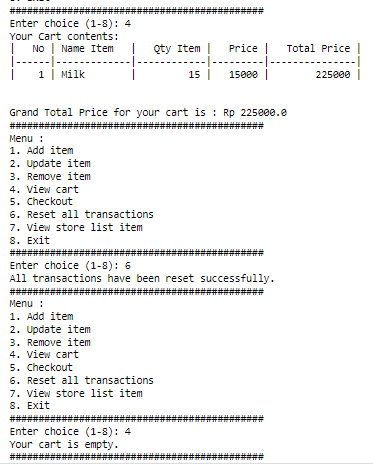 ############################################
Enter choice (1-8): 4
Your Cart contents:
|   No | Name Item   |   Qty Item |   Price |   Total Price |
|------|-------------|------------|---------|---------------|
|    1 | Milk        |         15 |   15000 |        225000 |
Grand Total Price for your cart is : Rp 225000.0
############################################
Menu :
1. Add item
2. Update item
3. Remove item
4. View cart
5. Checkout
6. Reset all transactions
7. View store list item
8. Exit
############################################
Enter choice (1-8): 6
All transactions have been reset successfully.
############################################
Menu :
1. Add item
2. Update item
3. Remove item
4. View cart
5. Checkout
6. Reset all transactions
7. View store list item
8. Exit
############################################
Enter choice (1-8): 4
Your cart is empty.
############################################